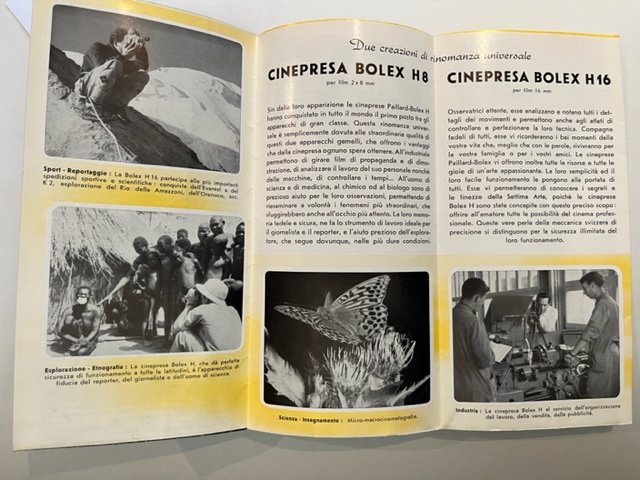 Due creazioni di rinomanza universale
Sport - Reportaggio : La Bolex H 16 partecipa alle più importanti
spedizioni sportive e scientifiche : conquista dell'Everest e del
K 2, esplorazione del Rio delle Amazzoni, dell'Orenoco, ecc.
Esplorazione - Etnografia : La cinepresa Bolex H, che dà perfetta
sicurezza di funzionamento a tutte le latitudini, è l'apparecchio di
fiducia del reporter, del giornalista e dell'uomo di scienza.
CINEPRESA BOLEX H 8
per film 2 x 8 mm
Sin dalla loro apparizione le cineprese Paillard-Bolex H
hanno conquistato in tutto il mondo il primo posto tra gli
apparecchi di gran classe. Questa rinomanza univer-
sale è semplicemente dovuta alle straordinarie qualità di
questi due apparecchi gemelli, che offrono i vantaggi
che dalla cinepresa ognuno spera ottenere. All'industriale
permettono di girare film di propaganda e di dimo-
strazione, di analizzare il lavoro del suo personale nonchè
delle macchine, di controllare i tempi... All'uomo di
scienza e di medicina, al chimico od al biologo sono di
prezioso aiuto per le loro osservazioni, permettendo di
riesaminare a volontà i fenomeni più straordinari, che
sfuggirebbero anche all'occhio più attento. La loro memo-
ria fedele e sicura, ne fa lo strumento di lavoro ideale per
il giornalista e il reporter, e l'aiuto prezioso dell'esplora-
tore, che segue dovunque, nelle più dure condizioni.
Scienza - Insegnamento : Micro-macrocinematografia.
CINEPRESA BOLEX H 16
per film 16 mm
Osservatrici attente, esse analizzano e notano tutti i det-
tagli dei movimenti e permettono anche agli atleti di
controllare e perfezionare la loro tecnica. Compagne
fedeli di tutti, esse vi ricorderanno i bei momenti della
vostra vita che, meglio che con le parole, rivivranno per
la vostra famiglia o per i vostri amici. Le cineprese
Paillard-Bolex vi offrono inoltre tutte le risorse e tutte le
gioie di un'arte appassionante. La loro semplicità ed il
loro facile funzionamento le pongono alla portata di
tutti. Esse vi permetteranno di conoscere i segreti e
le finezze della Settima Arte, poichè le cineprese
Bolex H sono state concepite con questo preciso scopo :
offrire all'amatore tutte le possibilità del cinema profes-
sionale. Queste vere perle della meccanica svizzera di
precisione si distinguono per la sicurezza illimitata del
loro funzionamento.
Industria : La cinepresa Bolex H al servizio dell'organizzazione
del lavoro, della vendita, della pubblicità.